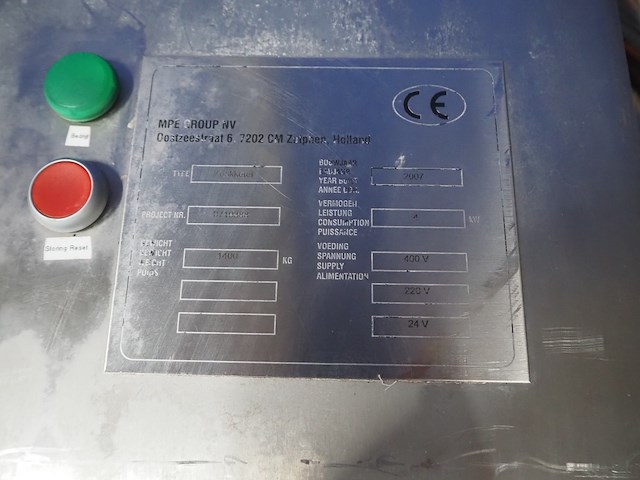 CE
MPE GROUP NV
Oostzeestraat 6 7202 CM Zutphen, Holland
TYPE
BOUWJAAR
BAUJAHR
YEAR BUILT
ANNEE
2007
PROJECT NR.
VERMOGEN
LEISTUNG
CONSUMPTION
PUISSANCE
KW
GEWICHT
GEWICHT
WEIGHT
POIDS
1400 KG
VOEDING
SPANNUNG
SUPPLY
ALIMENTATION
400 V
220 V
24 V
Storing Reset